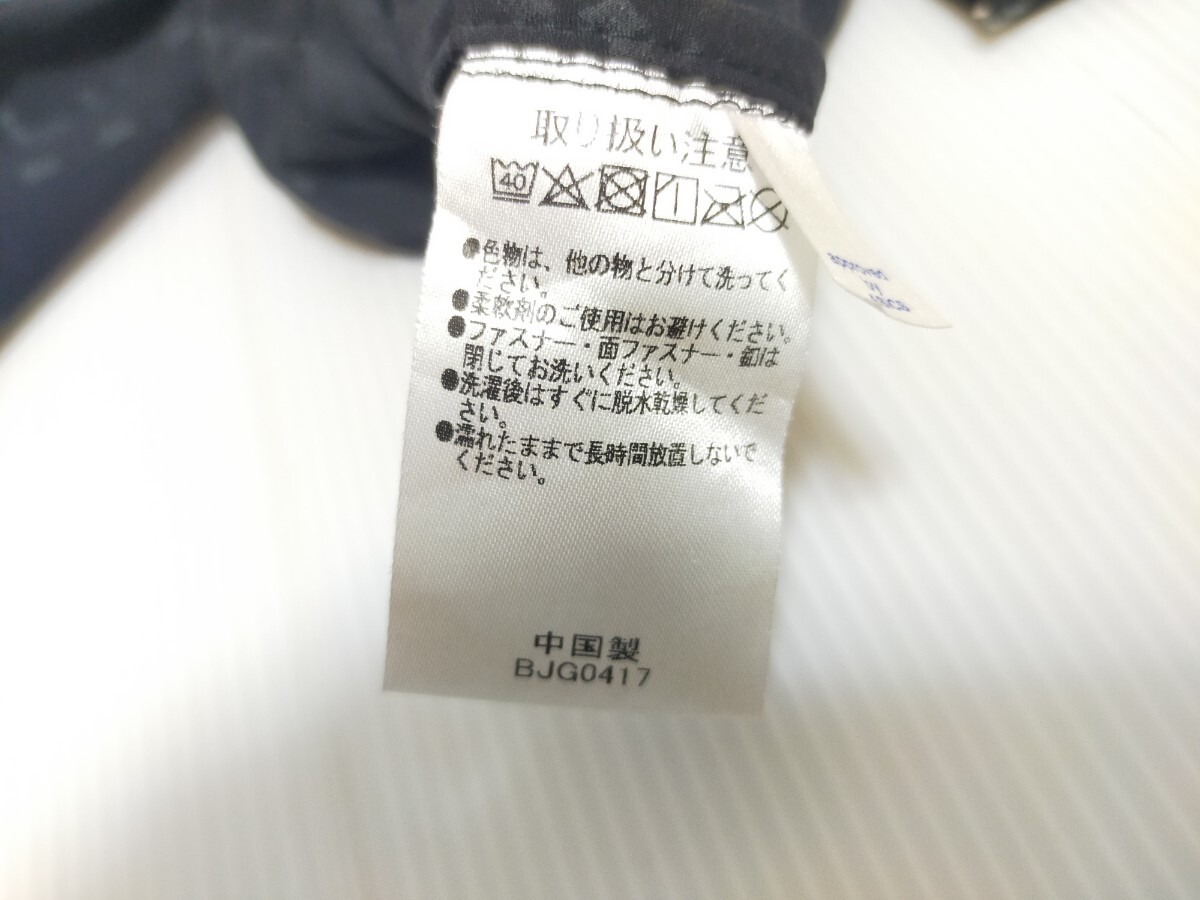 取り扱い注意
40
●色物は、他の物と分けて洗ってく
ださい。
●柔軟剤のご使用はお避けください。
●ファスナー・面ファスナー・釦は
閉じてお洗いください。
●洗濯後はすぐに脱水乾燥してくだ
さい。
●濡れたままで長時間放置しないで
ください。
中国製
BJG0417